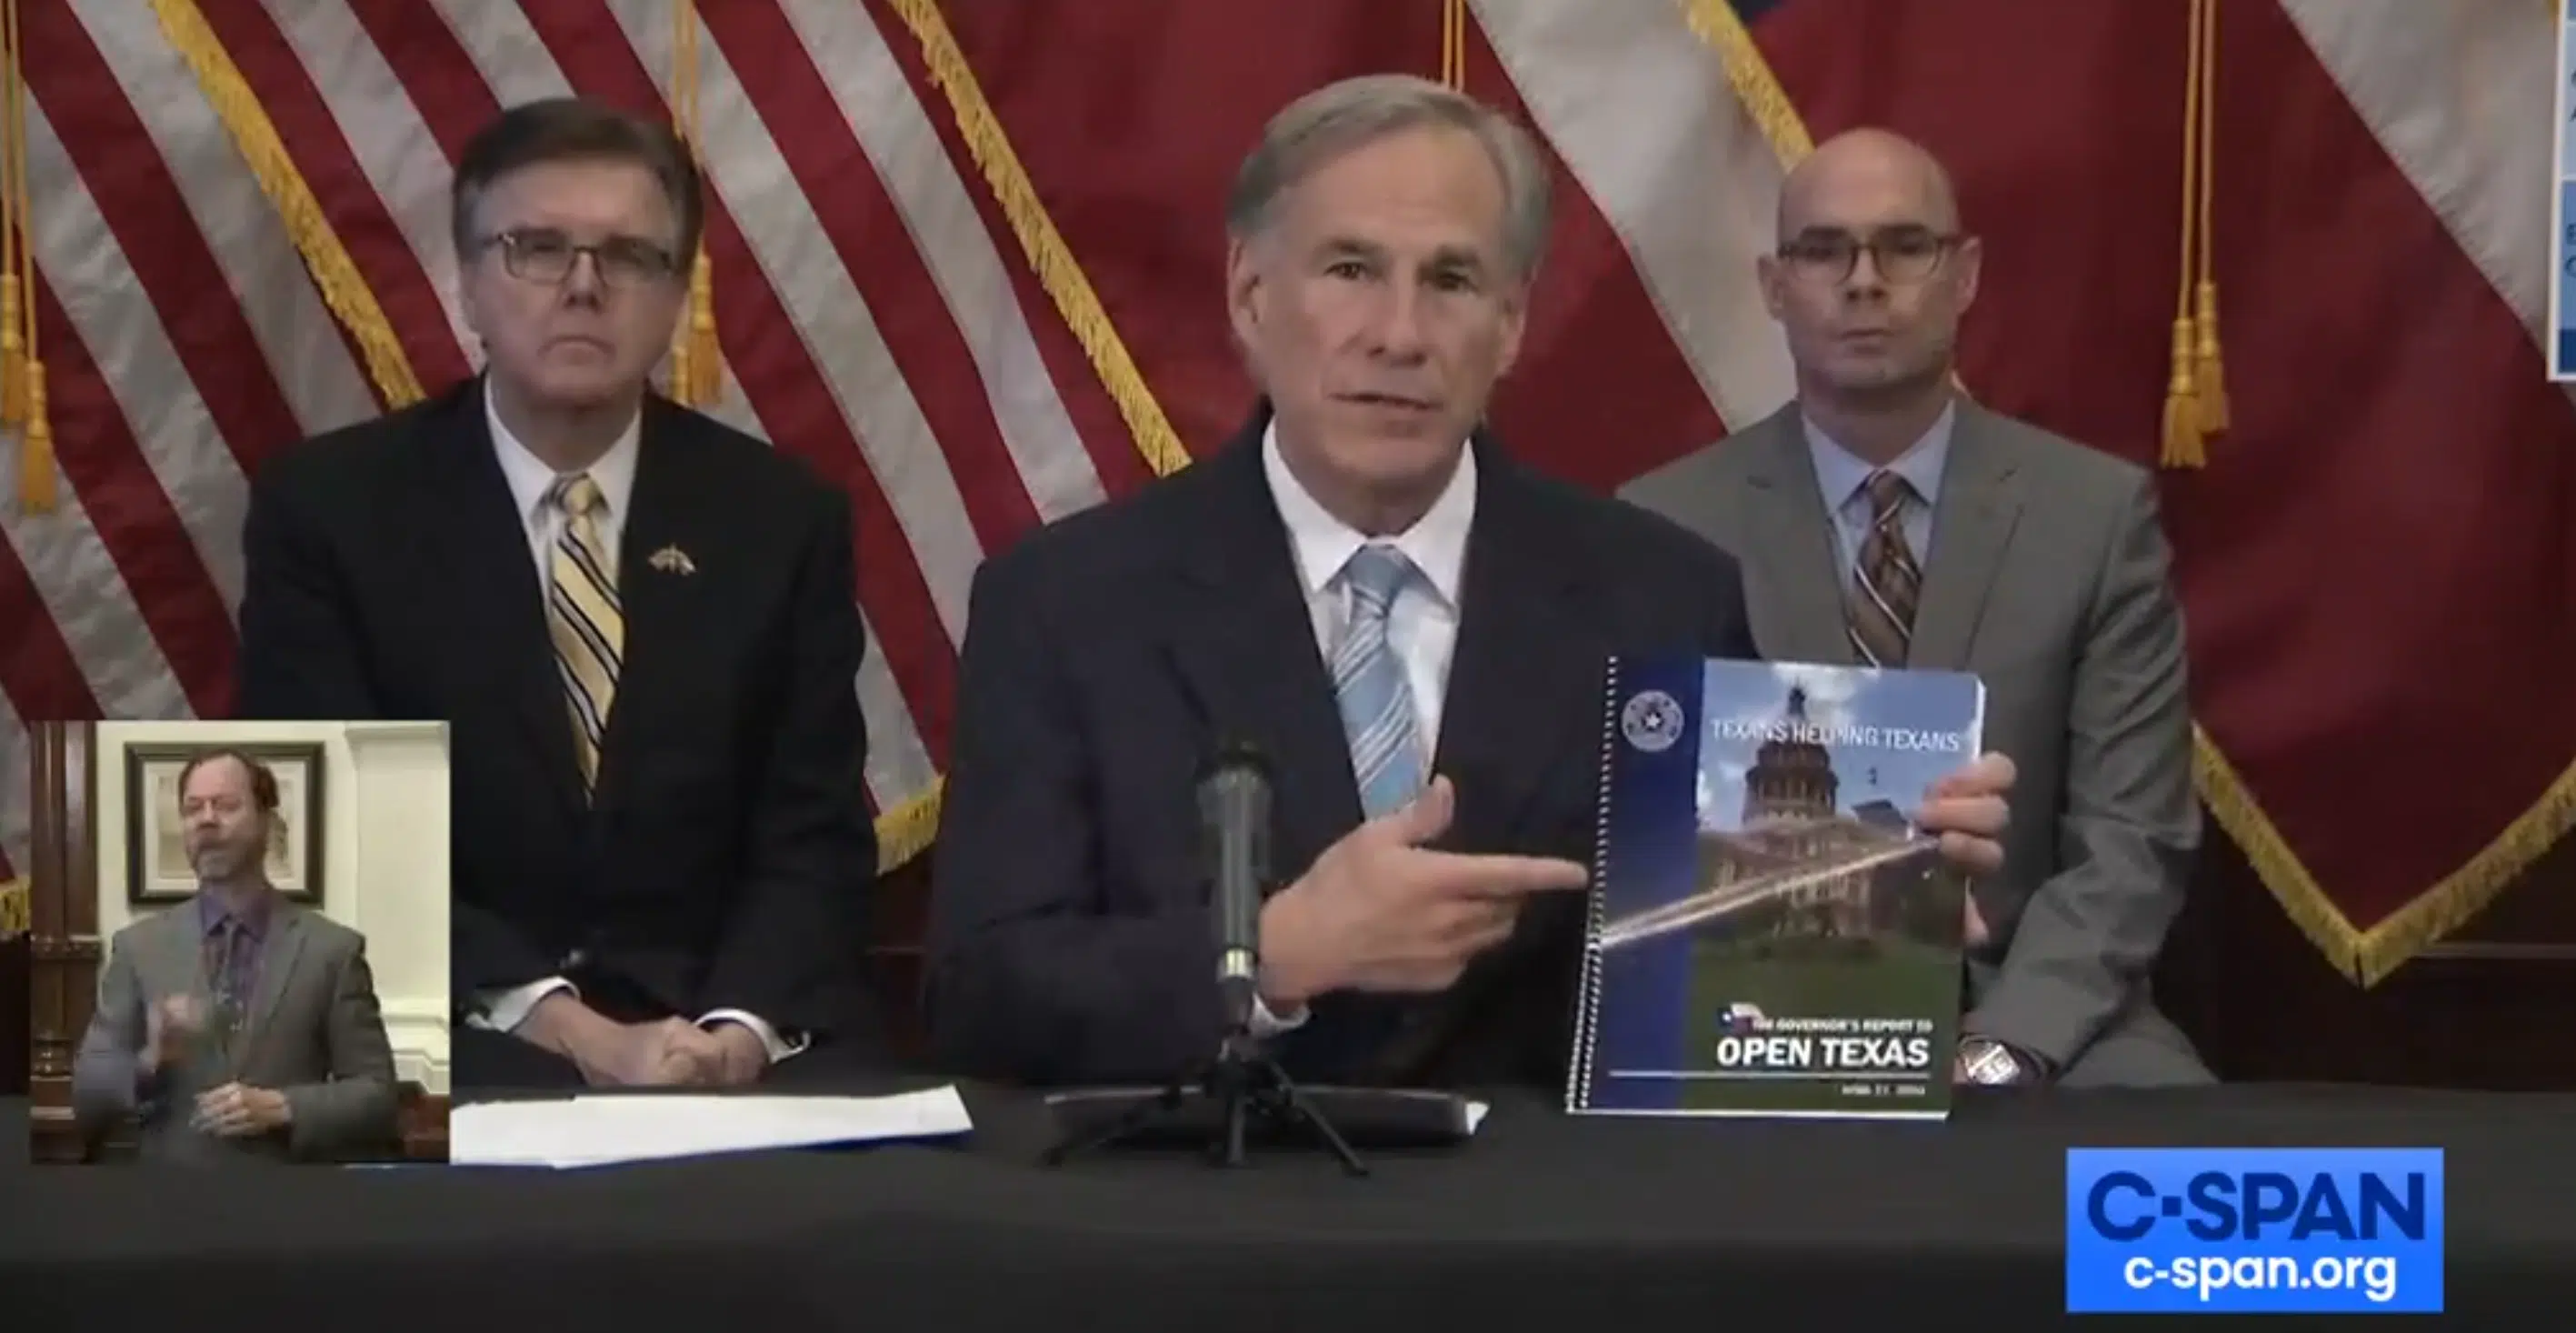 TEXANS HELPING TEXANS
THE GOVERNOR'S REPORT TO
OPEN TEXAS
C·SPAN
c-span.org